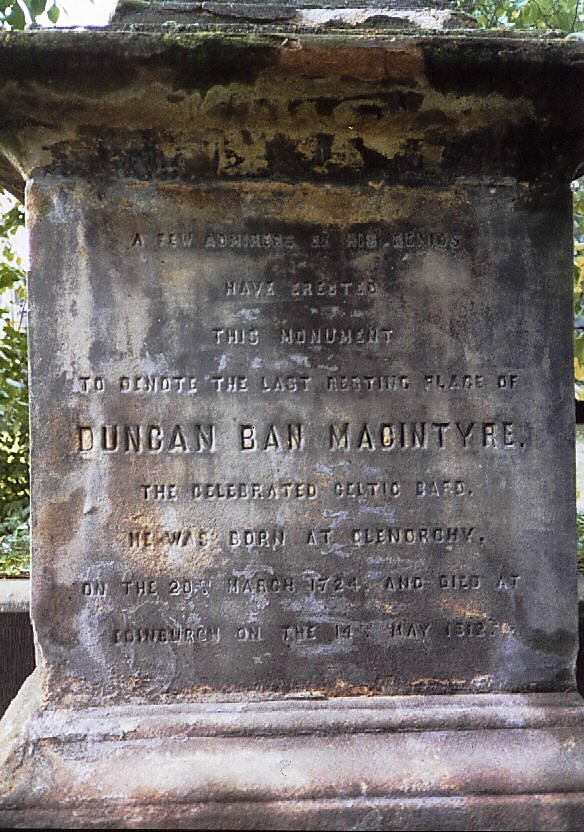 A FEW ADMIRERS OF HIS GENIUS
HAVE ERECTED
THIS MONUMENT
TO DENOTE THE LAST RESTING PLACE OF
DUNCAN BAN MACINTYRE.
THE CELEBRATED CELTIC BARD.
HE WAS BORN AT GLENORCHY,
ON THE 20TH MARCH 1724, AND DIED AT
EDINBURGH ON THE 14TH MAY 1812.